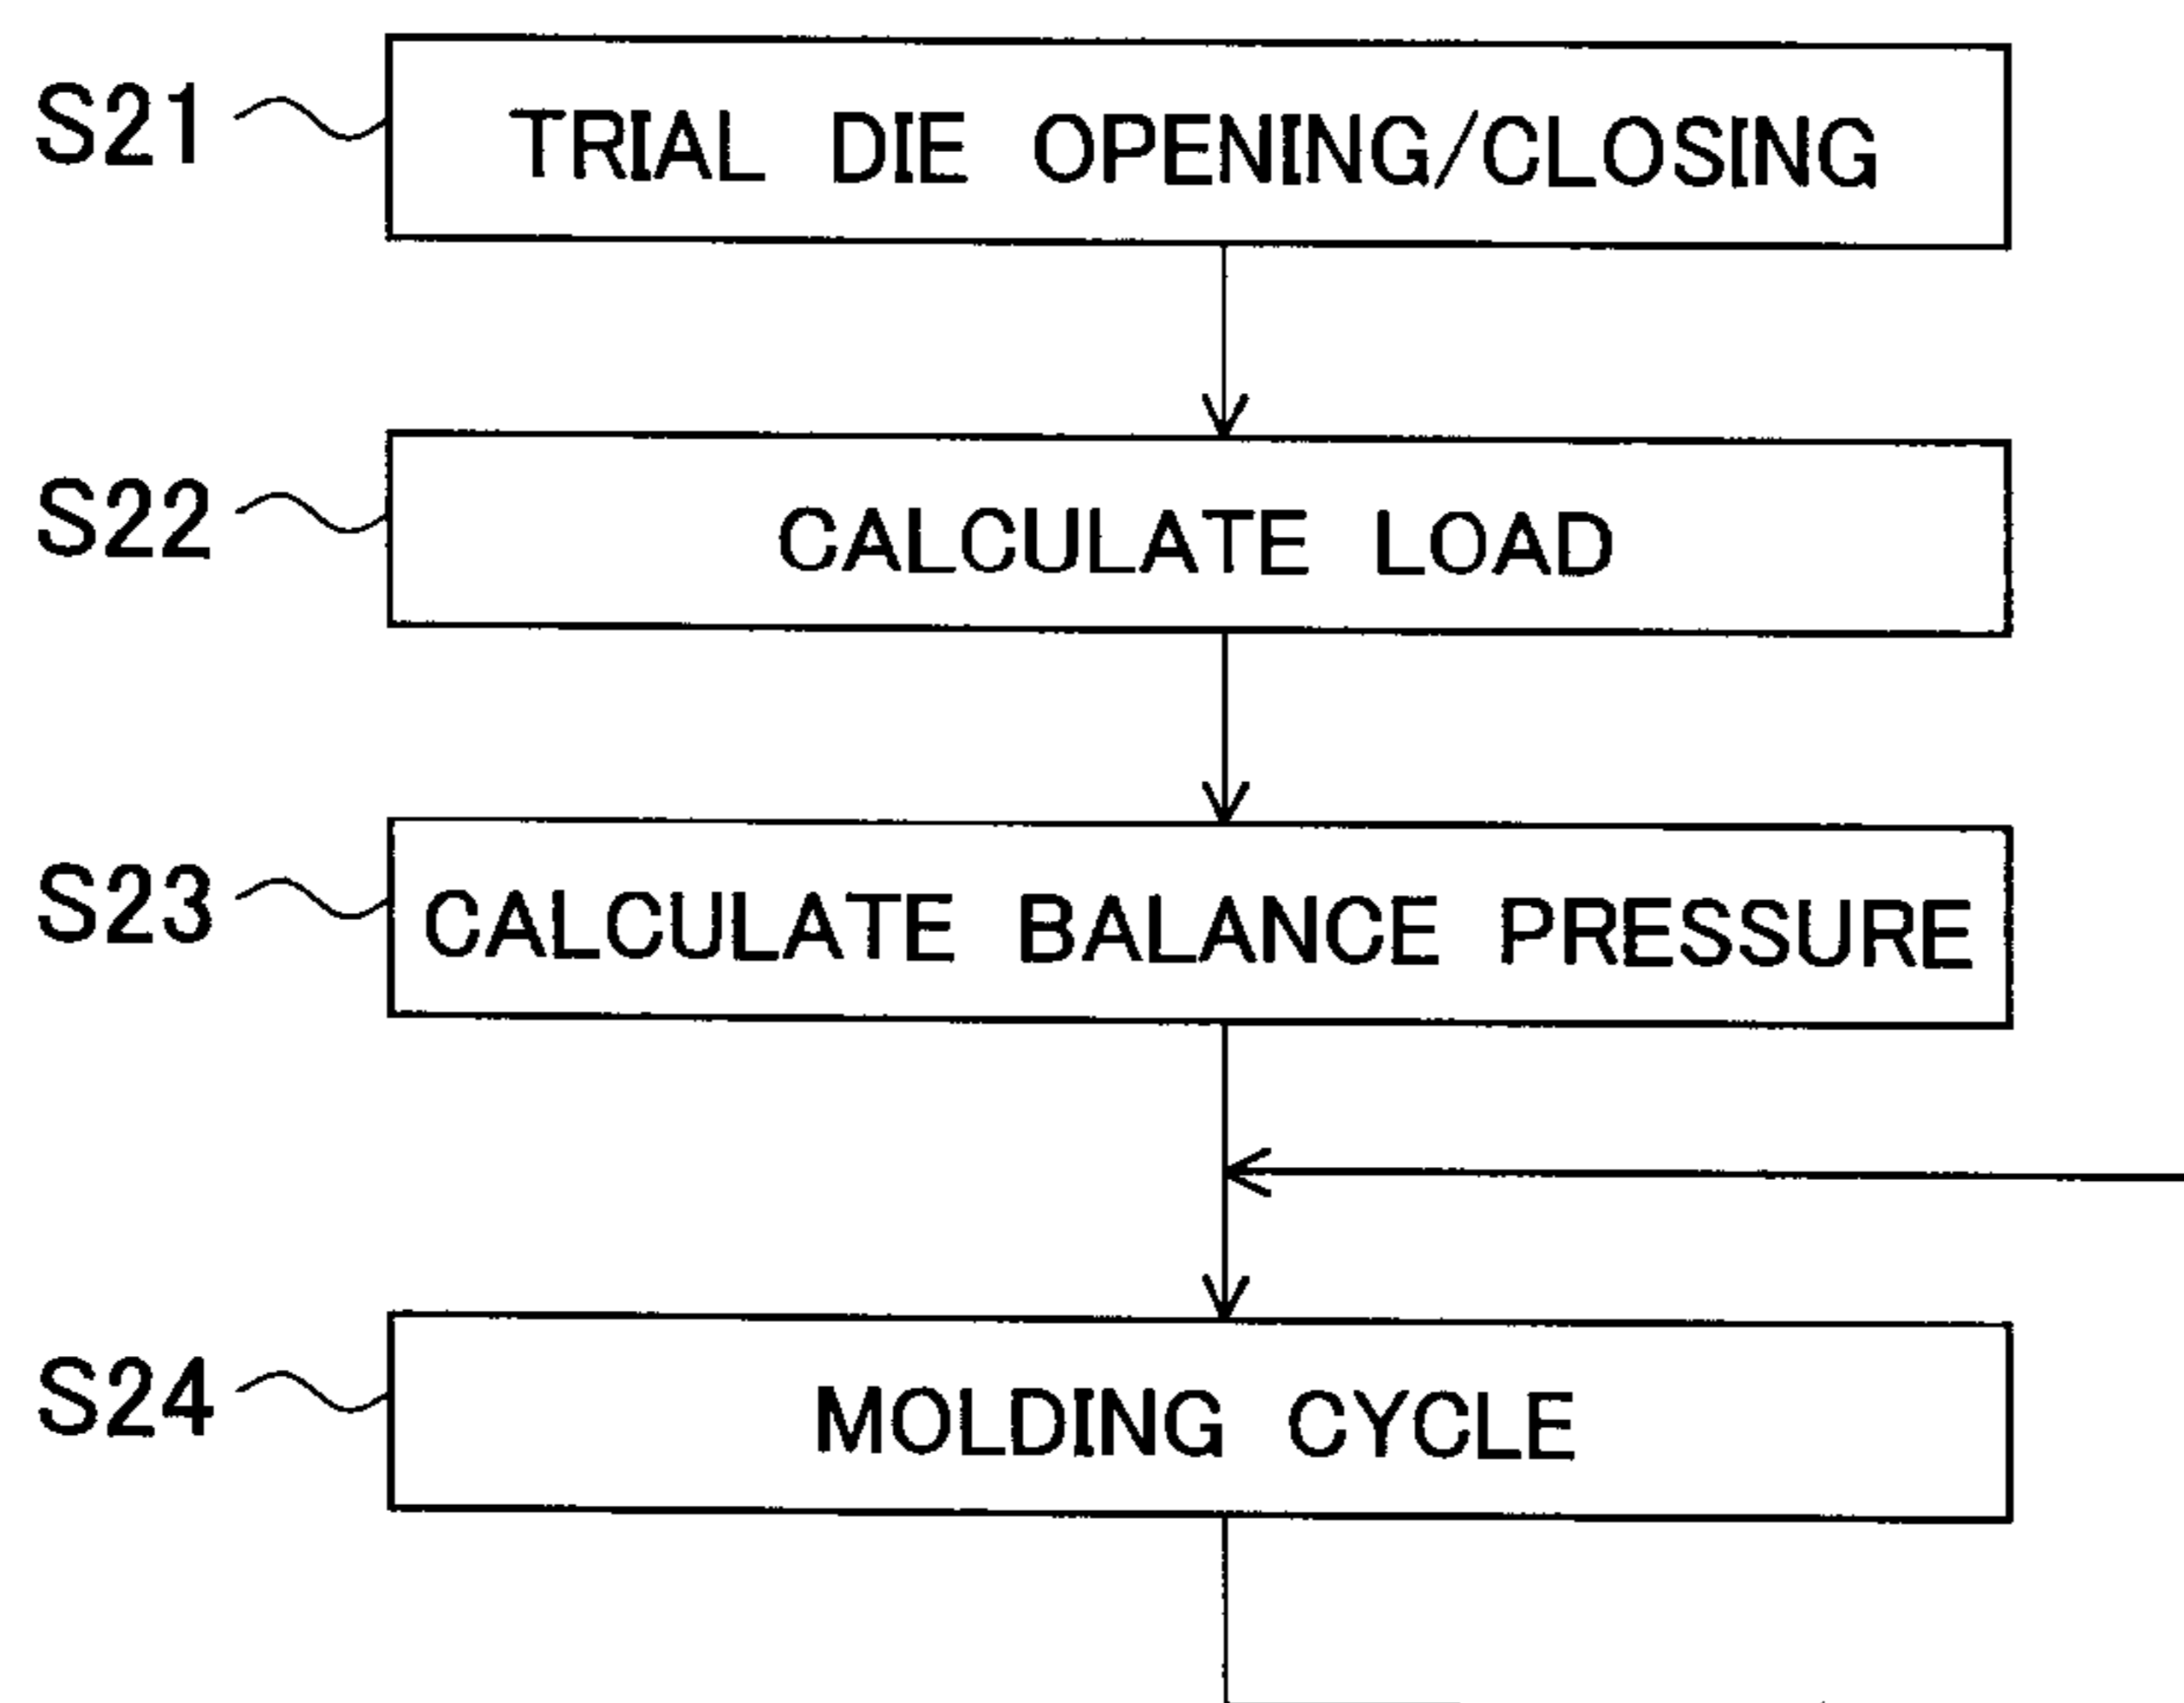 S21 TRIAL DIE OPENING/CLOSING
S22 CALCULATE LOAD
S23 CALCULATE BALANCE PRESSURE
S24 MOLDING CYCLE